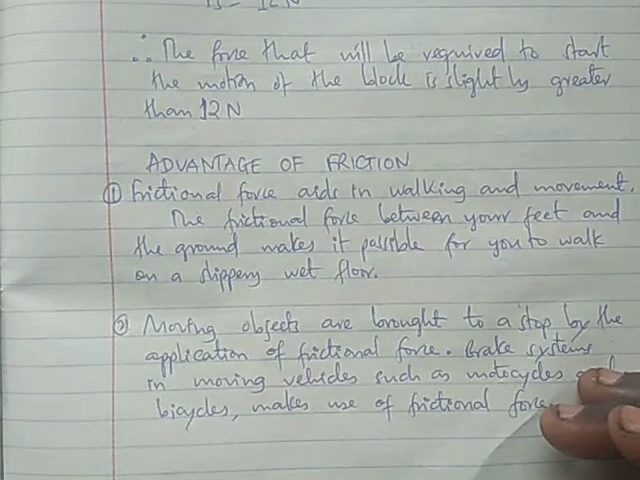 ∴ The force that will be required to start
the motion of the block is slightly greater
than 12N
ADVANTAGE OF FRICTION
① Frictional force aids in walking and movement.
The frictional force between your feet and
the ground makes it possible for you to walk
on a slippery wet floor.
② Moving objects are brought to a stop by the
application of frictional force. Brake systems
in moving vehicles such as motocycles
bicycles, makes use of frictional force